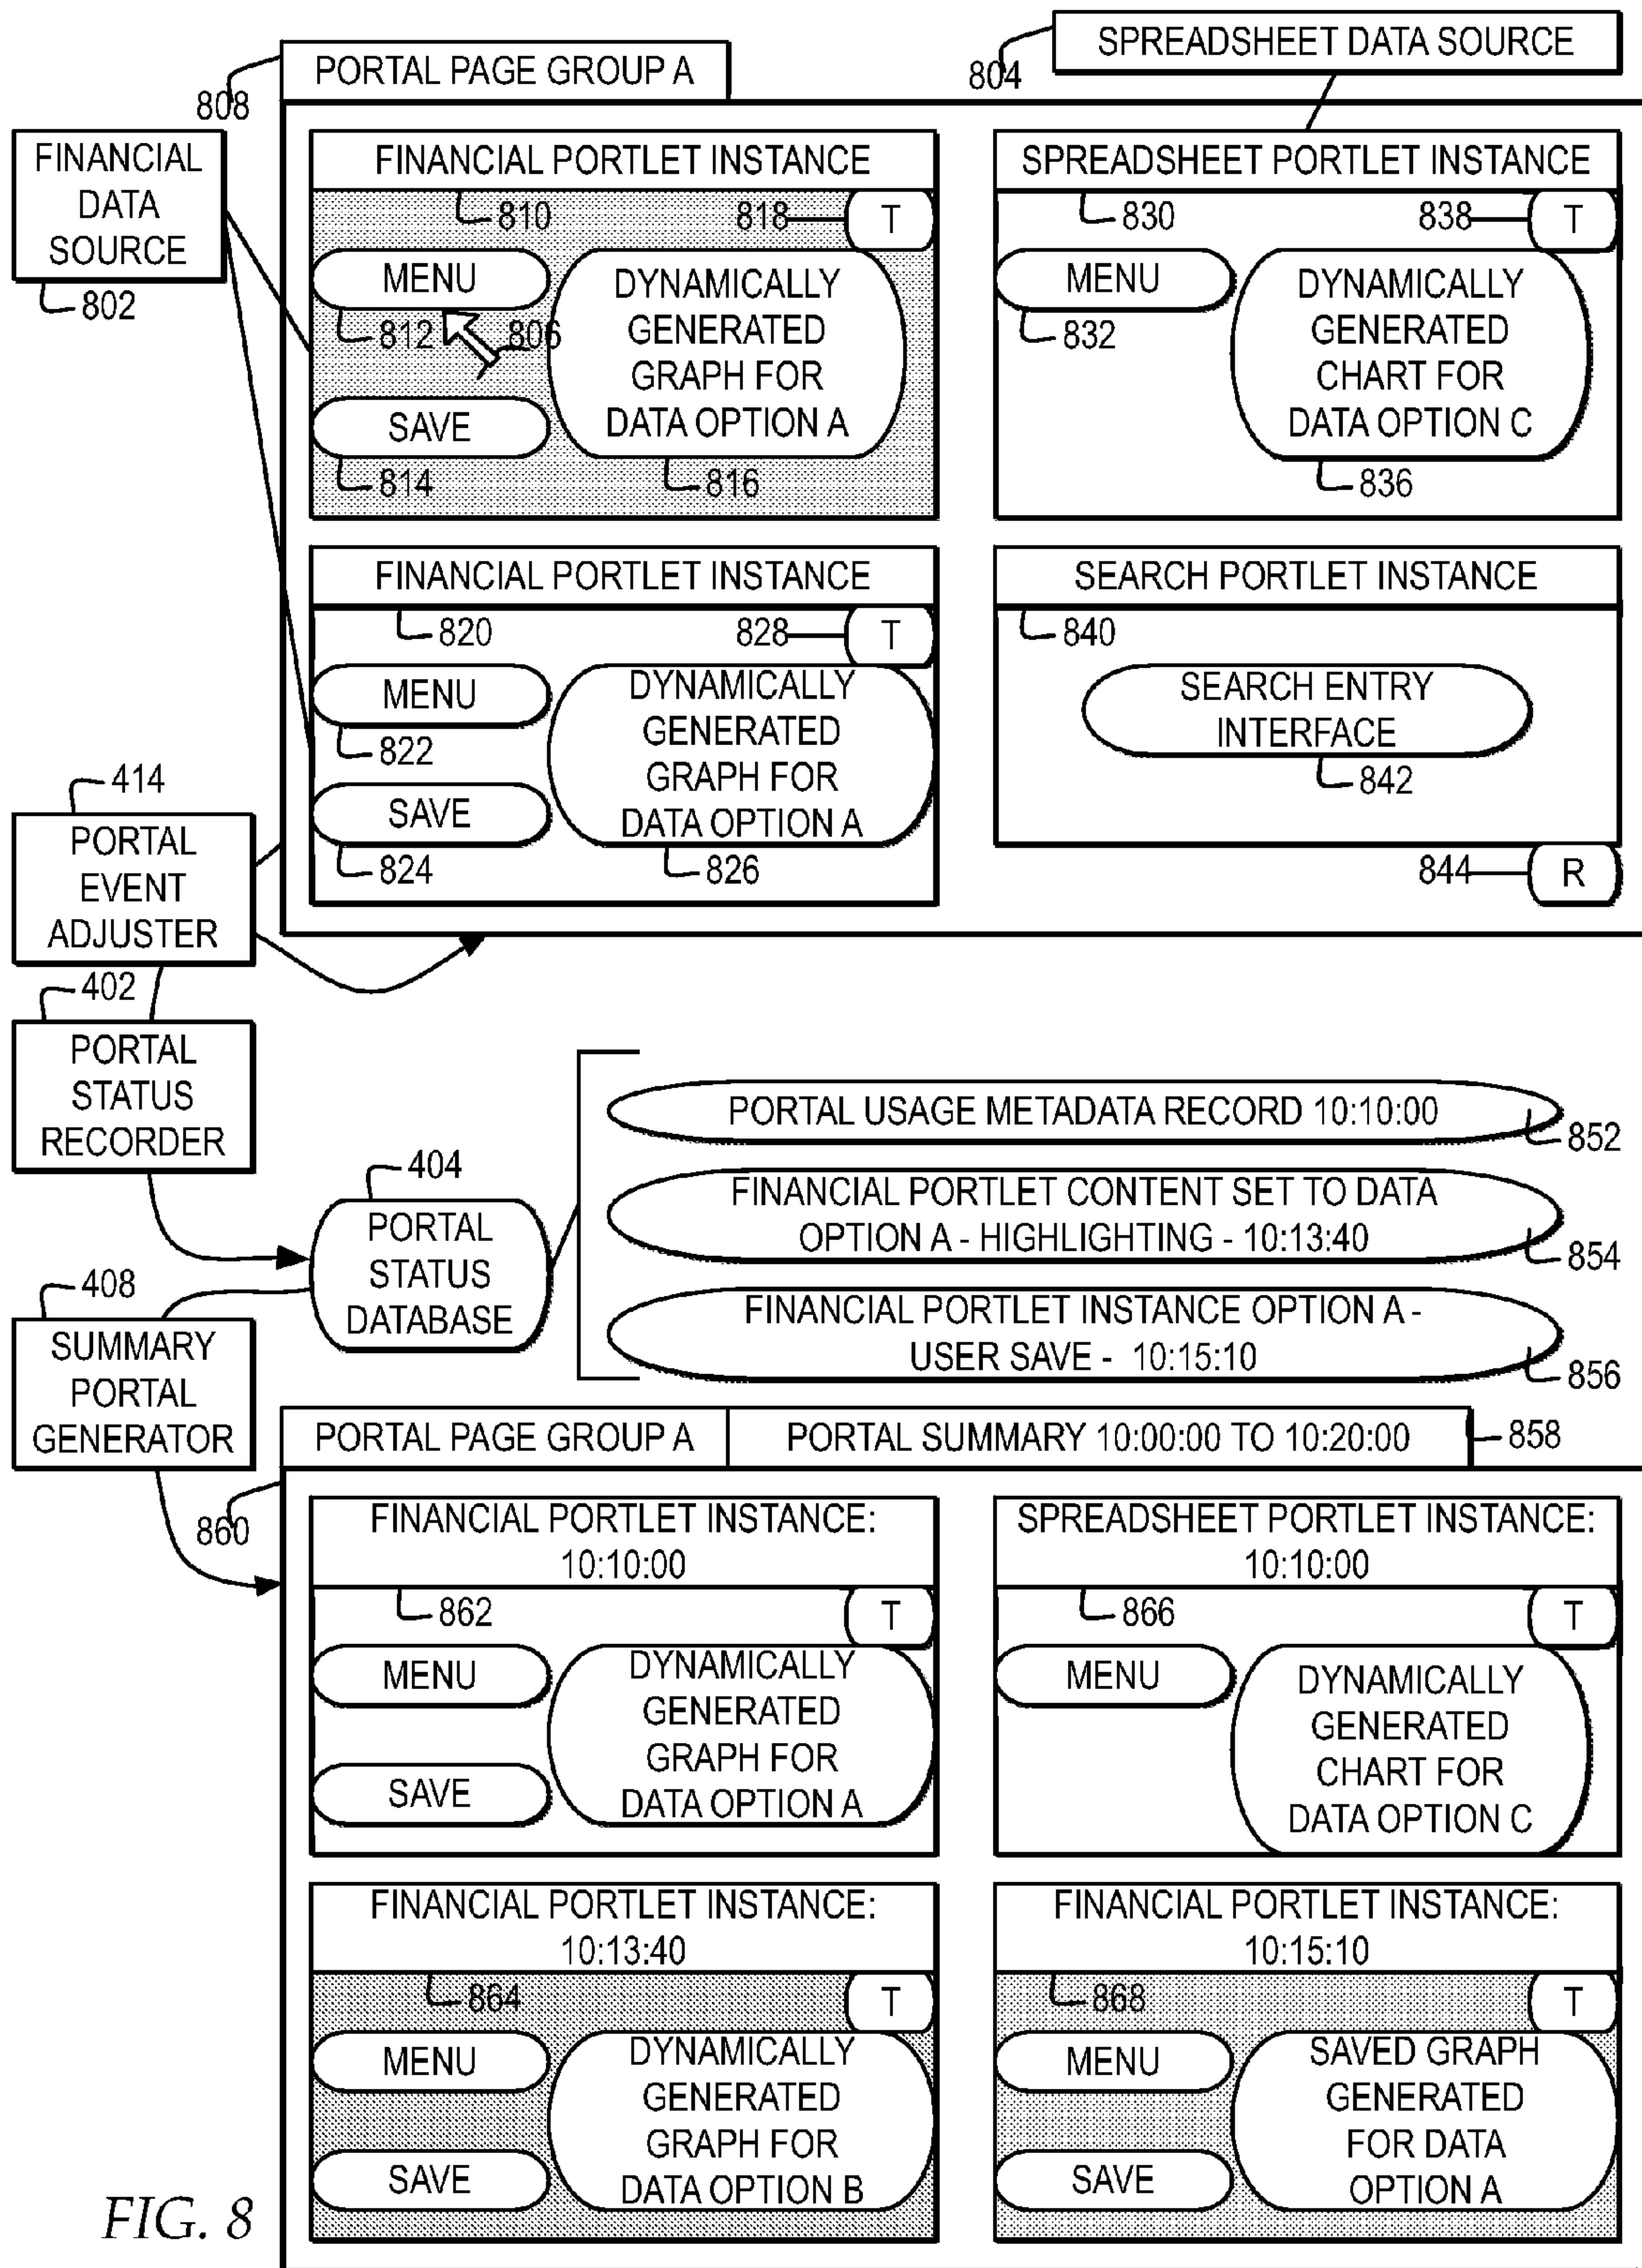 SPREADSHEET DATA SOURCE
804
PORTAL PAGE GROUP A
808
FINANCIAL
DATA
SOURCE
802
FINANCIAL PORTLET INSTANCE
810
818
T
MENU
812
806
SAVE
814
DYNAMICALLY
GENERATED
GRAPH FOR
DATA OPTION A
816
SPREADSHEET PORTLET INSTANCE
830
838
T
MENU
832
DYNAMICALLY
GENERATED
CHART FOR
DATA OPTION C
836
FINANCIAL PORTLET INSTANCE
820
828
T
MENU
822
SAVE
824
DYNAMICALLY
GENERATED
GRAPH FOR
DATA OPTION A
826
SEARCH PORTLET INSTANCE
840
SEARCH ENTRY
INTERFACE
842
844
R
414
PORTAL
EVENT
ADJUSTER
402
PORTAL
STATUS
RECORDER
404
PORTAL
STATUS
DATABASE
PORTAL USAGE METADATA RECORD 10:10:00
852
FINANCIAL PORTLET CONTENT SET TO DATA
OPTION A - HIGHLIGHTING - 10:13:40
854
FINANCIAL PORTLET INSTANCE OPTION A -
USER SAVE - 10:15:10
856
408
SUMMARY
PORTAL
GENERATOR
PORTAL PAGE GROUP A
PORTAL SUMMARY 10:00:00 TO 10:20:00
858
860
FINANCIAL PORTLET INSTANCE:
10:10:00
862
T
MENU
SAVE
DYNAMICALLY
GENERATED
GRAPH FOR
DATA OPTION A
SPREADSHEET PORTLET INSTANCE:
10:10:00
866
T
MENU
DYNAMICALLY
GENERATED
CHART FOR
DATA OPTION C
FINANCIAL PORTLET INSTANCE:
10:13:40
864
T
MENU
SAVE
DYNAMICALLY
GENERATED
GRAPH FOR
DATA OPTION B
FINANCIAL PORTLET INSTANCE:
10:15:10
868
T
MENU
SAVE
SAVED GRAPH
GENERATED
FOR DATA
OPTION A
FIG. 8